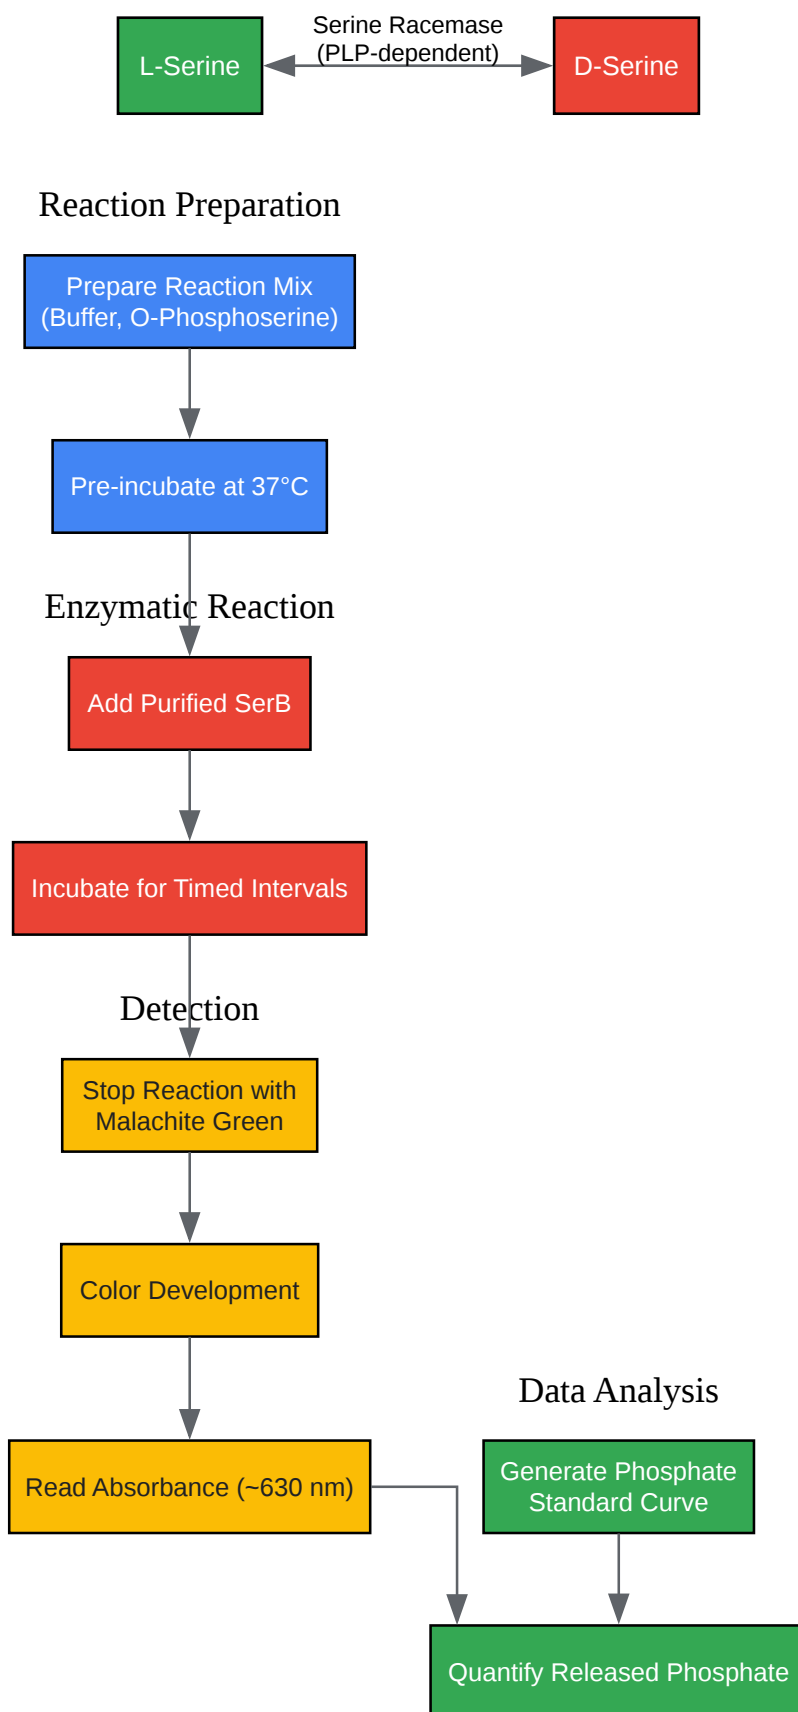 Serine Racemase
(PLP-dependent)
L-Serine
D-Serine
Reaction Preparation
Prepare Reaction Mix
(Buffer, O-Phosphoserine)
Pre-incubate at 37°C
Enzymatic Reaction
Add Purified SerB
Incubate for Timed Intervals
Detection
Stop Reaction with
Malachite Green
Color Development
Read Absorbance (~630 nm)
Data Analysis
Generate Phosphate
Standard Curve
Quantify Released Phosphate